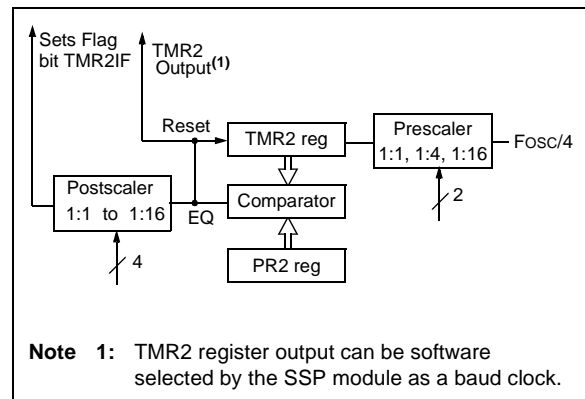 Sets Flag
bit TMR2IF
TMR2
Output(1)
Reset
TMR2 reg
Prescaler
1:1, 1:4, 1:16
FOSC/4
2
Postscaler
1:1 to 1:16
EQ
Comparator
4
PR2 reg
Note 1: TMR2 register output can be software
selected by the SSP module as a baud clock.